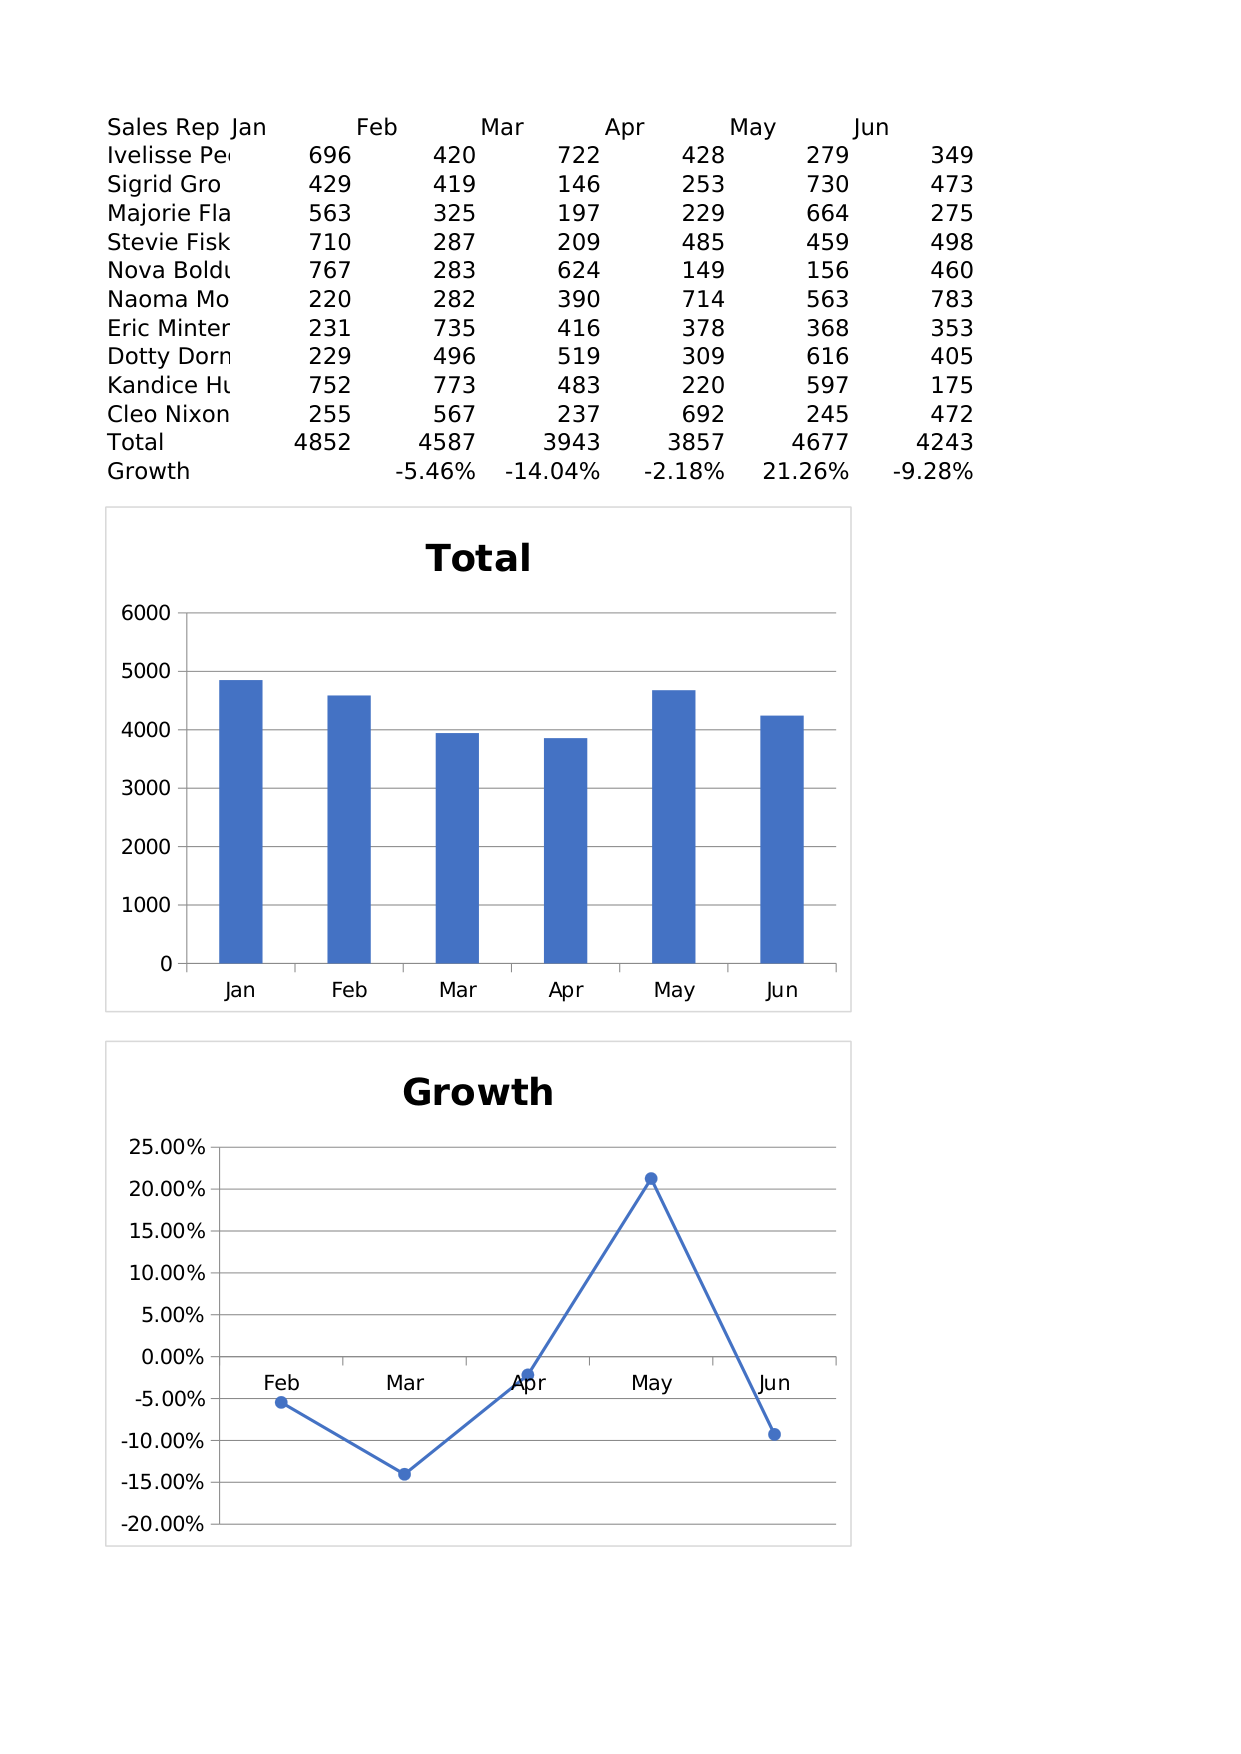 Sales Rep Jan Feb Mar Apr May Jun
Ivelisse 696 420 722 428 279 349
Sigrid Gro 429 419 146 253 730 473
Majorie Fla 563 325 197 229 664 275
Stevie Fisk 710 287 209 485 459 498
Nova 767 283 624 149 156 460
Naoma Mo 220 282 390 714 563 783
Eric Minter 231 735 416 378 368 353
Dotty Dorn 229 496 519 309 616 405
Kandice 752 773 483 220 597 175
Cleo Nixon 255 567 237 692 245 472
Total 4852 4587 3943 3857 4677 4243
Growth -5.46% -14.04% -2.18% 21.26% -9.28%
Total
6000
5000
4000
3000
2000
1000
0
Jan Feb Mar Apr May Jun
Growth
25.00%
20.00%
15.00%
10.00%
5.00%
0.00%
Feb Mar Apr May Jun
-5.00%
-10.00%
-15.00%
-20.00%